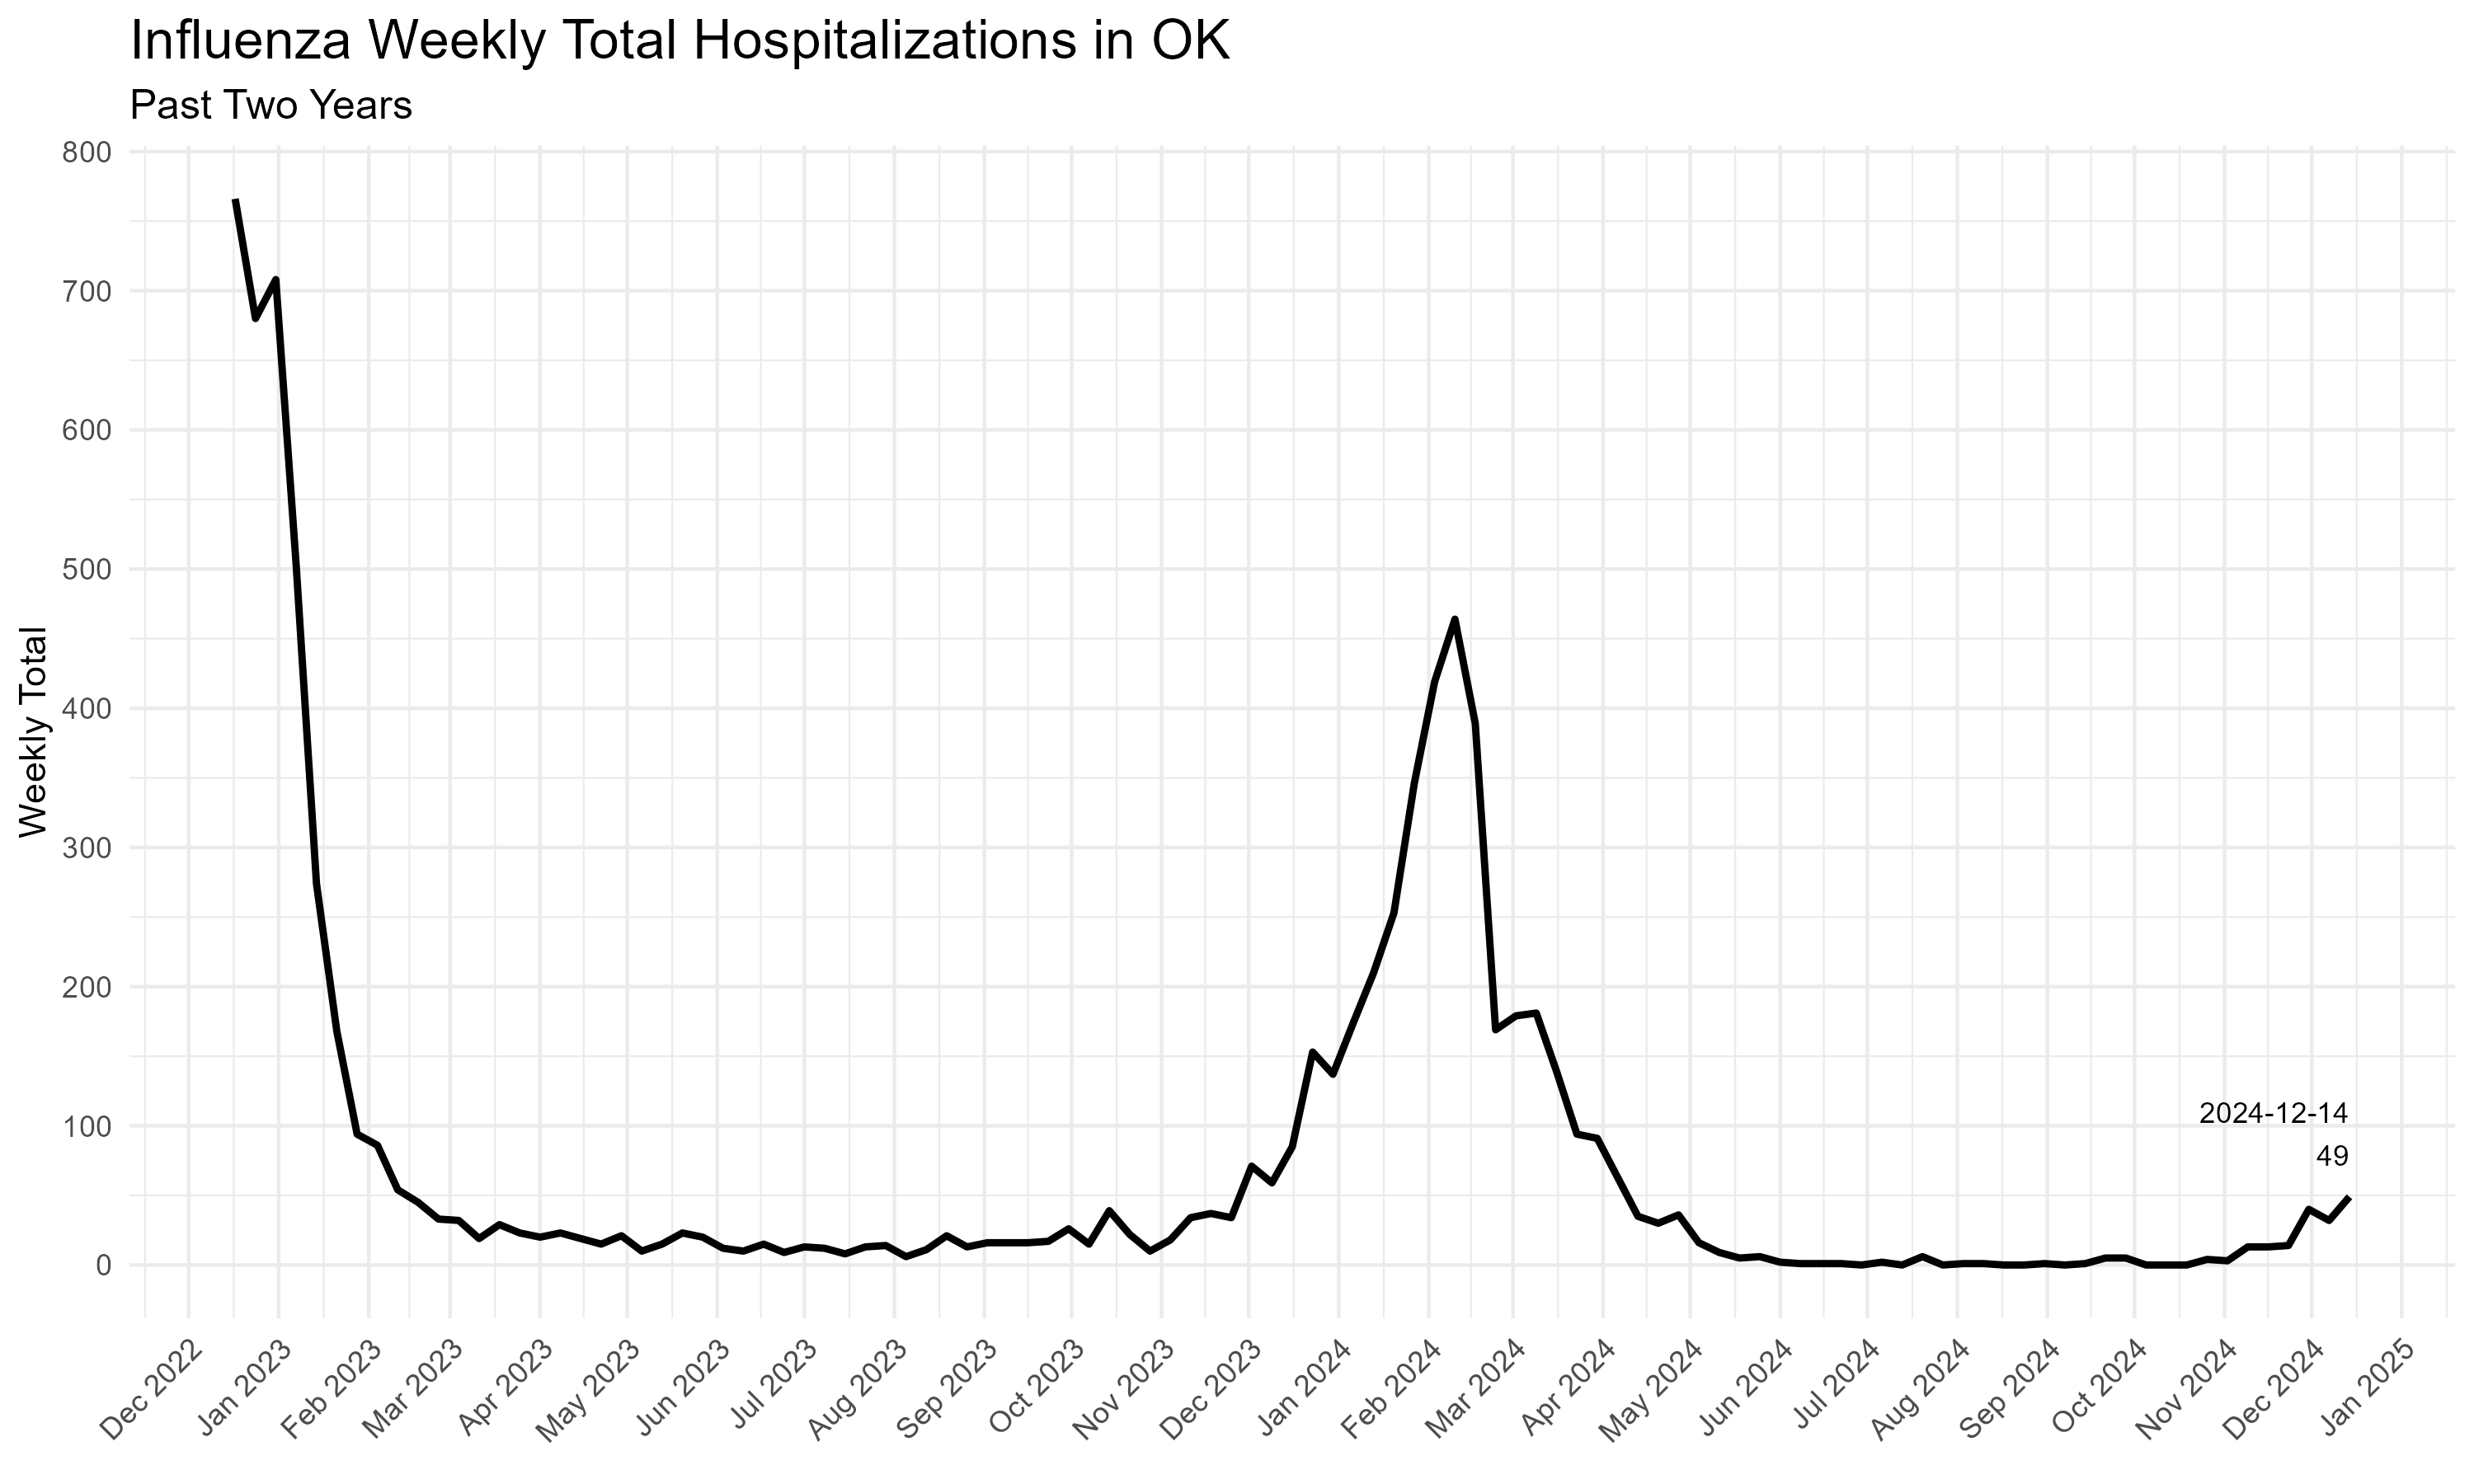 Influenza Weekly Total Hospitalizations in OK
Past Two Years
Weekly Total
800
700
600
500
400
300
200
100
0
2024-12-14
49
Dec 2022
Jan 2023
Feb 2023
Mar 2023
Apr 2023
May 2023
Jun 2023
Jul 2023
Aug 2023
Sep 2023
Oct 2023
Nov 2023
Dec 2023
Jan 2024
Feb 2024
Mar 2024
Apr 2024
May 2024
Jun 2024
Jul 2024
Aug 2024
Sep 2024
Oct 2024
Nov 2024
Dec 2024
Jan 2025